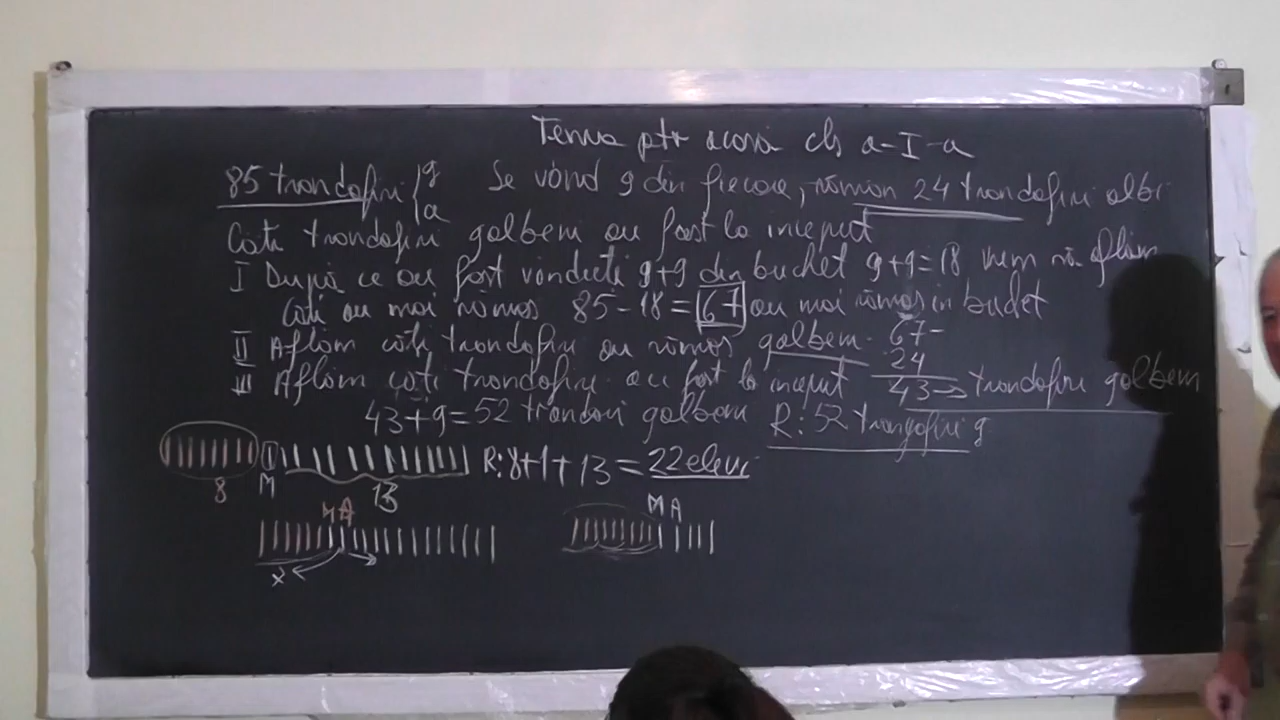 Tema ptr acasă cls a-I-a
85 trandafiri g a Se vând 9 din fiecare, rămân 24 trandafiri albi
Câți trandafiri galbeni au fost la început
I După ce au fost vânduți 9+9 din buchet 9+9=18 vrem să aflăm
câți au mai rămas 85-18=67 au mai rămas în buchet
II Aflăm câți trandafiri au rămas galbeni 67-
24
III Aflăm câți trandafiri au fost la început 43 → trandafiri galbeni
43+9=52 galbeni R: 52 g
R: 8+1+13=22 elevi
8 M 13
M A M A
x